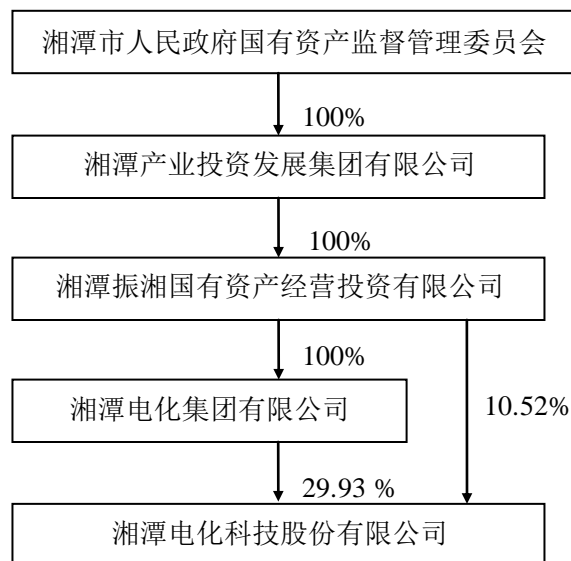 湘潭市人民政府国有资产监督管理委员会
100%
湘潭产业投资发展集团有限公司
100%
湘潭振湘国有资产经营投资有限公司
100%
湘潭电化集团有限公司
10.52%
29.93 %
湘潭电化科技股份有限公司